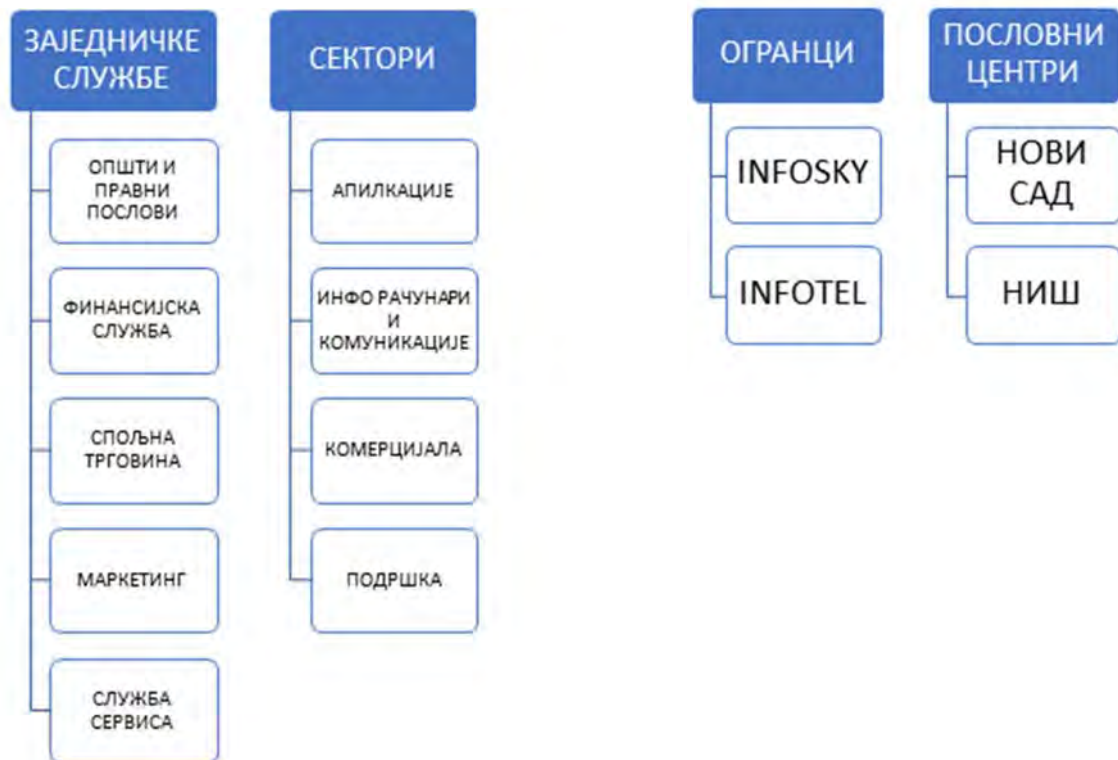 ЗАЈЕДНИЧКЕ
СЛУЖБЕ
ОПШТИ И
ПРАВНИ
ПОСЛОВИ
ФИНАНСИЈСКА
СЛУЖБА
СПОЉНА
ТРГОВИНА
МАРКЕТИНГ
СЛУЖБА
СЕРВИСА
СЕКТОРИ
АПИЛКАЦИЈЕ
ИНФО РАЧУНАРИ
И
КОМУНИКАЦИЈЕ
КОМЕРЦИЈАЛА
ПОДРШКА
ОГРАНЦИ
INFOSKY
INFOTEL
ПОСЛОВНИ
ЦЕНТРИ
НОВИ
САД
НИШ